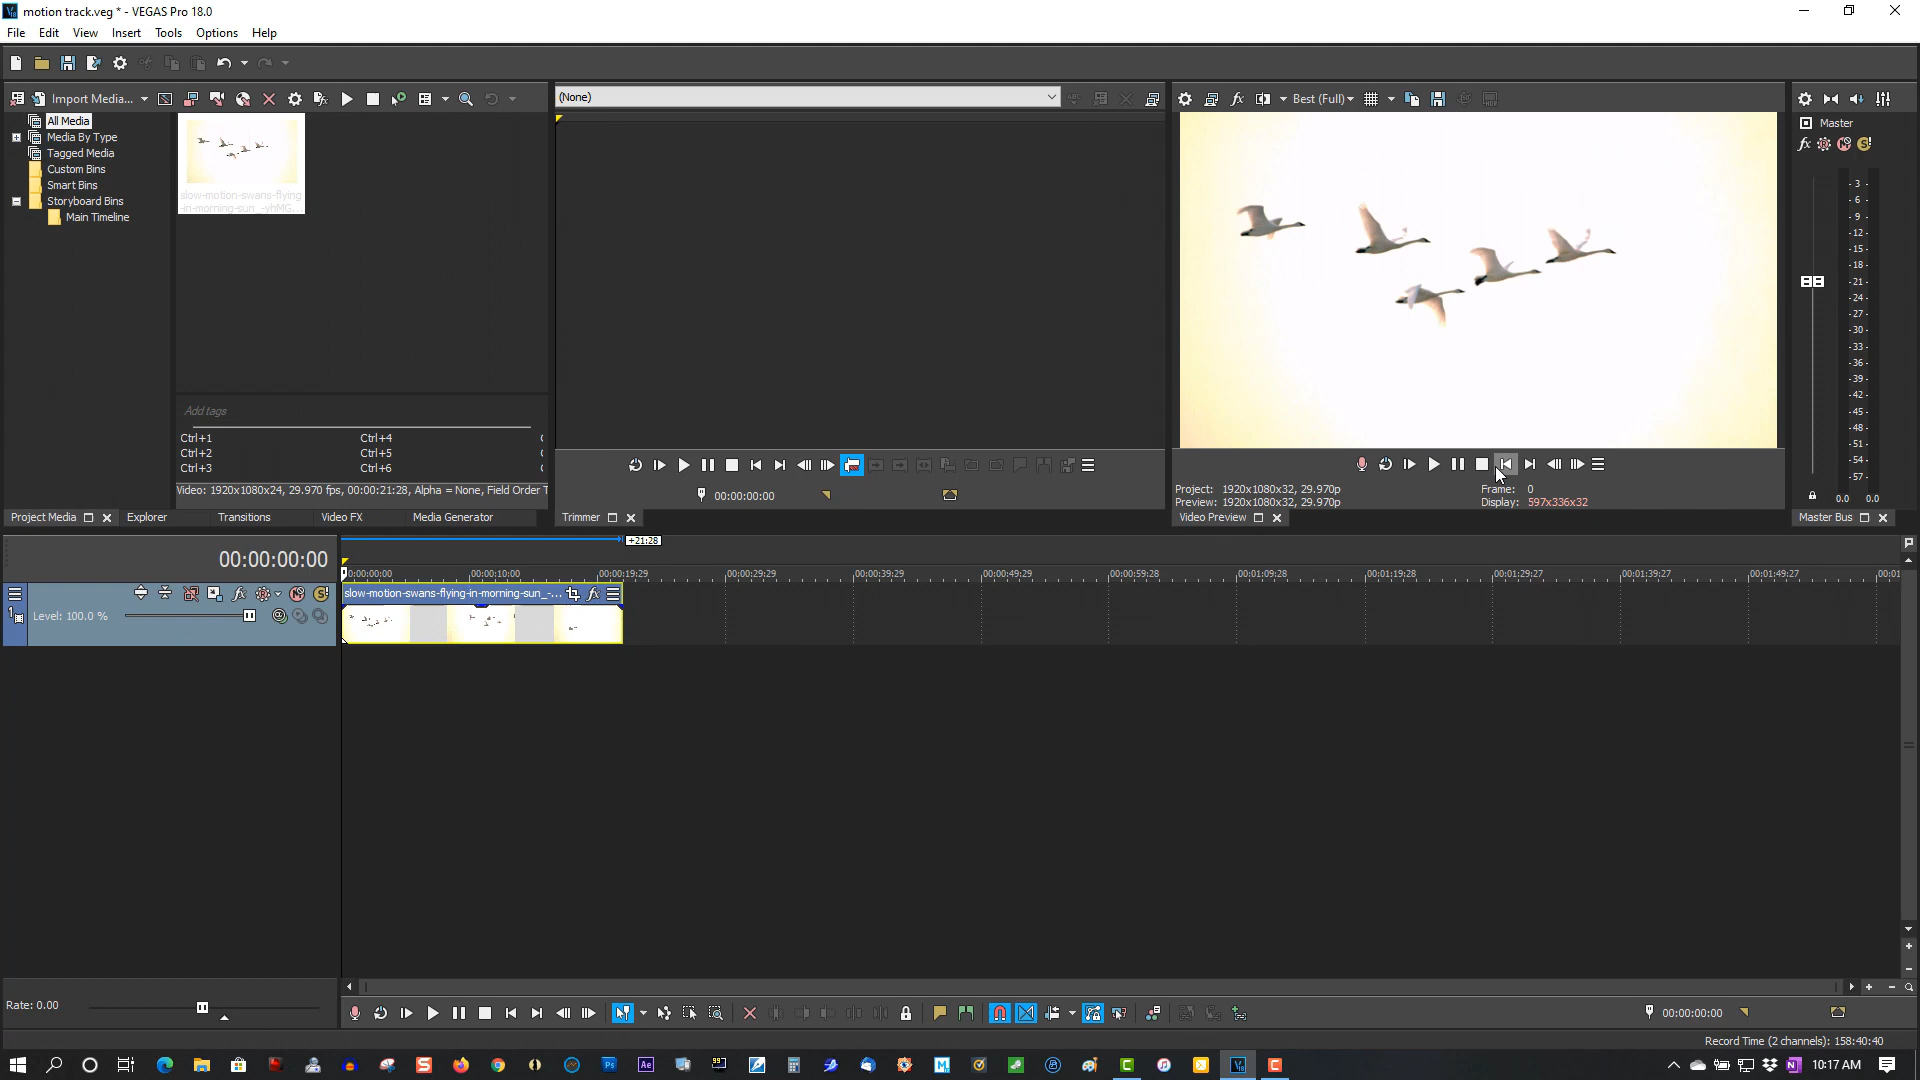 motion track.veg * - VEGAS Pro 18.0
File Edit View Insert Tools Options Help
Import Media...
(None)
Best (Full)
All Media
Media By Type
Tagged Media
Custom Bins
Smart Bins
Storyboard Bins
Main Timeline
slow-motion-swans-flying
-in-morning-sun_-yhMG...
Master
-3-
-6-
-9-
-12-
-15-
-18-
-21-
-24-
-27-
-30-
-33-
-36-
-39-
-42-
-45-
-48-
-51-
-54-
-57-
0.0 0.0
Add tags
Ctrl+1 Ctrl+4
Ctrl+2 Ctrl+5
Ctrl+3 Ctrl+6
Video: 1920x1080x24, 29.970 fps, 00:00:21:28, Alpha = None, Field Order T
00:00:00:00
Project: 1920x1080x32, 29.970p Frame: 0
Preview: 1920x1080x32, 29.970p Display: 597x336x32
Project Media Explorer Transitions Video FX Media Generator
Trimmer
Video Preview
Master Bus
00:00:00:00
+21:28
0:00:00:00 00:00:10:00 00:00:19:29 00:00:29:29 00:00:39:29 00:00:49:29 00:00:59:28 00:01:09:28 00:01:19:28 00:01:29:27 00:01:39:27 00:01:49:27 00:01
slow-motion-swans-flying-in-morning-sun_-...
1
Level: 100.0 %
Rate: 0.00
00:00:00:00
Record Time (2 channels): 158:40:40
10:17 AM